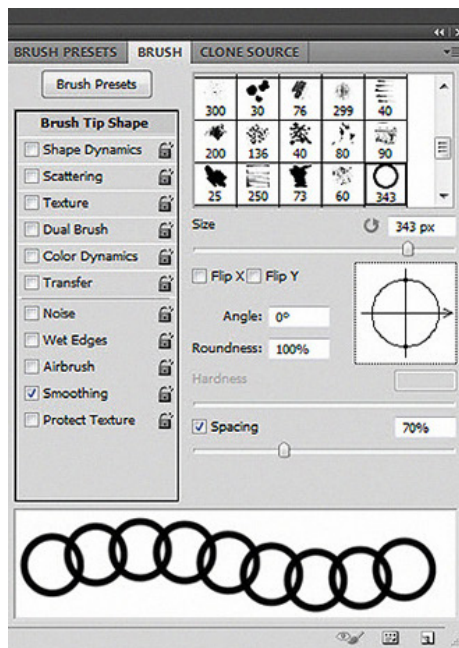 BRUSH PRESETS BRUSH CLONE SOURCE
Brush Presets
Brush Tip Shape
Shape Dynamics
Scattering
Texture
Dual Brush
Color Dynamics
Transfer
Noise
Wet Edges
Airbrush
Smoothing
Protect Texture
300 30 76 299 40
200 136 40 80 90
25 250 73 60 343
Size 343 px
Flip X Flip Y
Angle: 0°
Roundness: 100%
Hardness
Spacing 70%